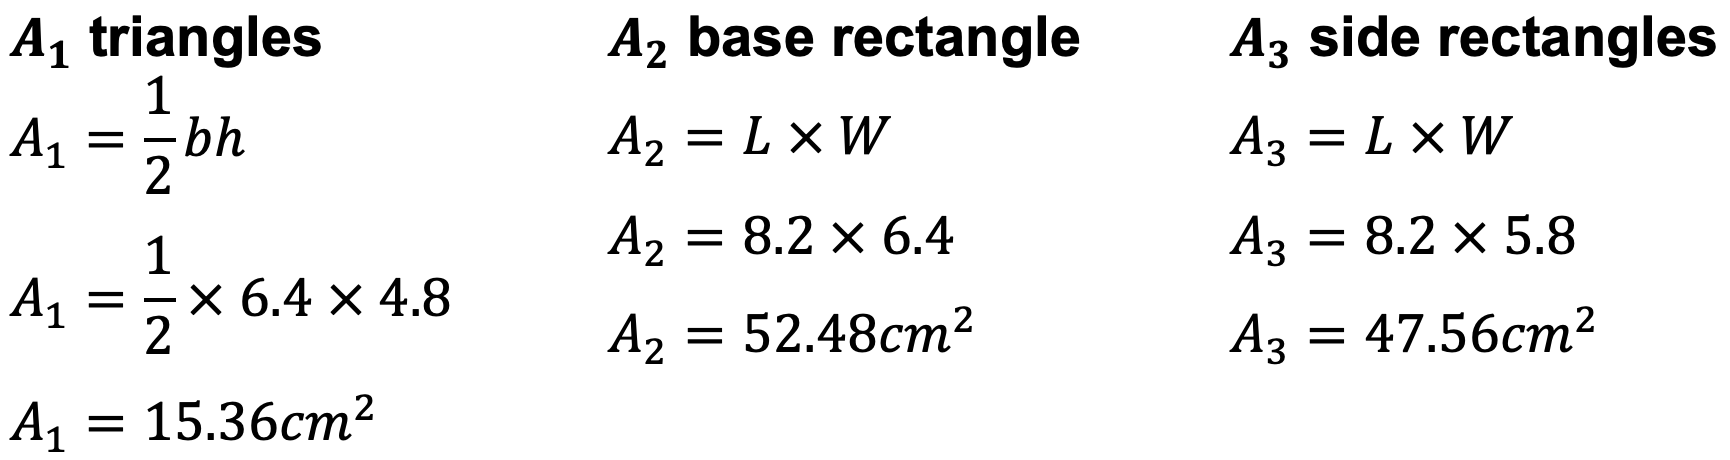 A₁ triangles
A₁ = 1/2 bh
A₁ = 1/2 × 6.4 × 4.8
A₁ = 15.36cm²
A₂ base rectangle
A₂ = L × W
A₂ = 8.2 × 6.4
A₂ = 52.48cm²
A₃ side rectangles
A₃ = L × W
A₃ = 8.2 × 5.8
A₃ = 47.56cm²